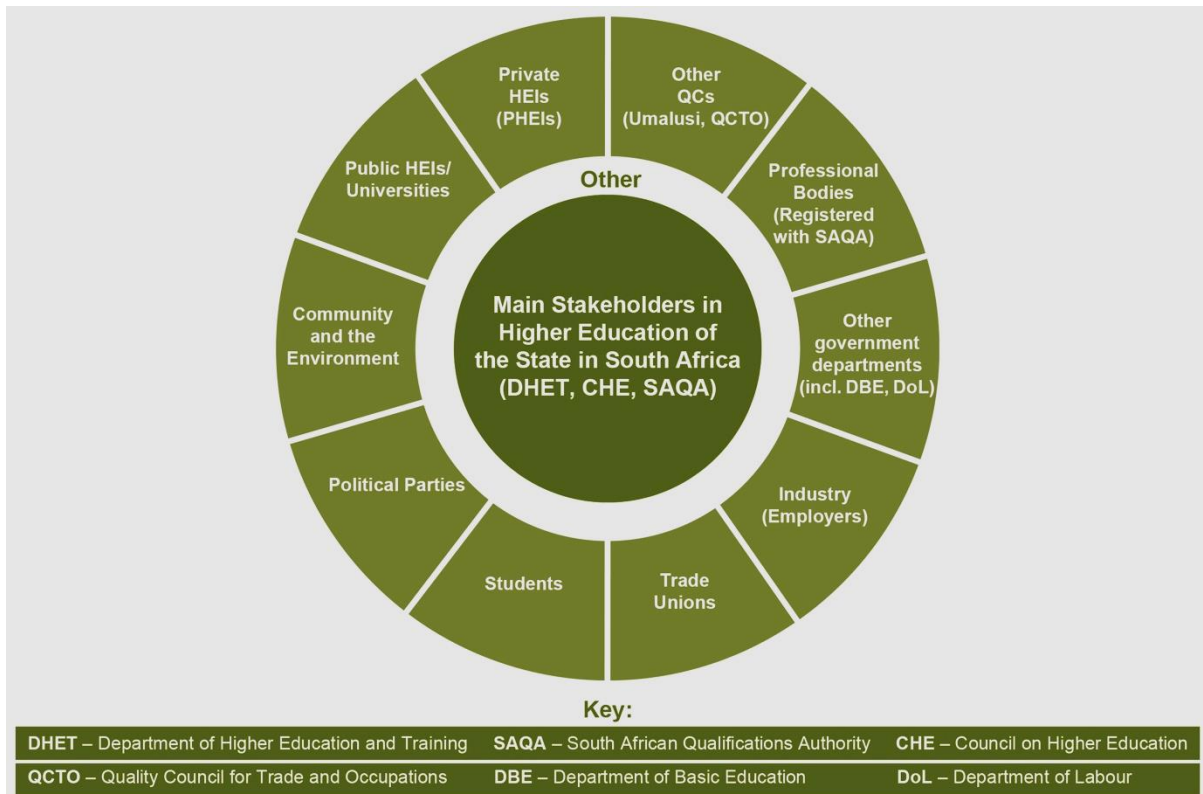 Private
HEIs
(PHEIs)
Other
QCs
(Umalusi, QCTO)
Professional
Bodies
(Registered
with SAQA)
Other
government
departments
(incl. DBE, DoL)
Industry
(Employers)
Trade
Unions
Students
Political Parties
Community
and the
Environment
Public HEIs/
Universities
Other
Main Stakeholders in
Higher Education of
the State in South Africa
(DHET, CHE, SAQA)
Key:
DHET – Department of Higher Education and Training SAQA – South African Qualifications Authority CHE – Council on Higher Education
QCTO – Quality Council for Trade and Occupations DBE – Department of Basic Education DoL – Department of Labour